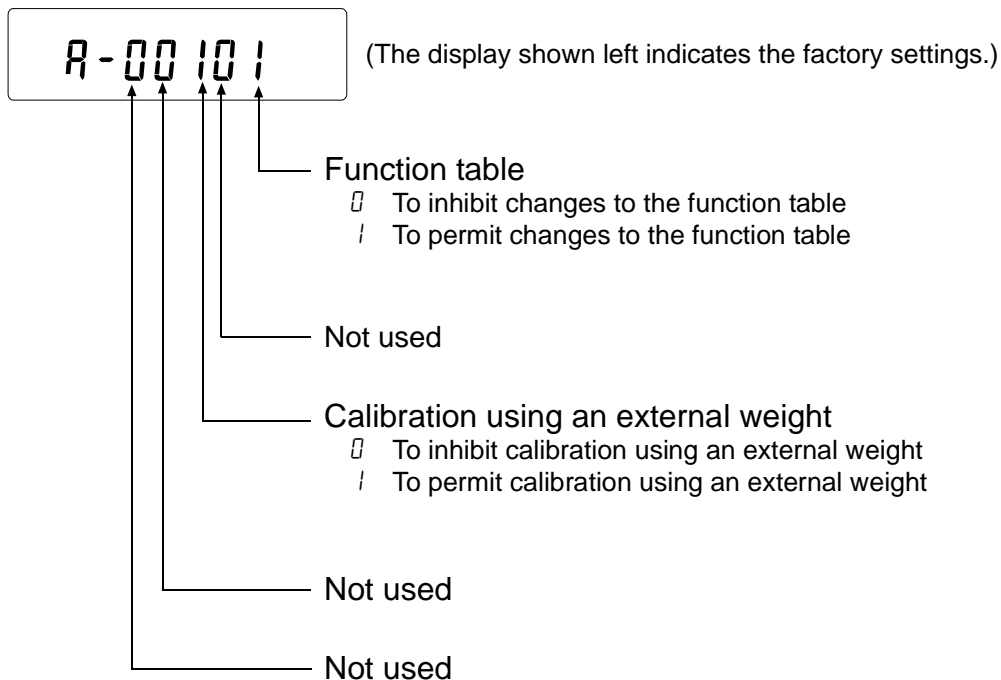 A-00101
(The display shown left indicates the factory settings.)
Function table
0 To inhibit changes to the function table
1 To permit changes to the function table
Not used
Calibration using an external weight
0 To inhibit calibration using an external weight
1 To permit calibration using an external weight
Not used
Not used